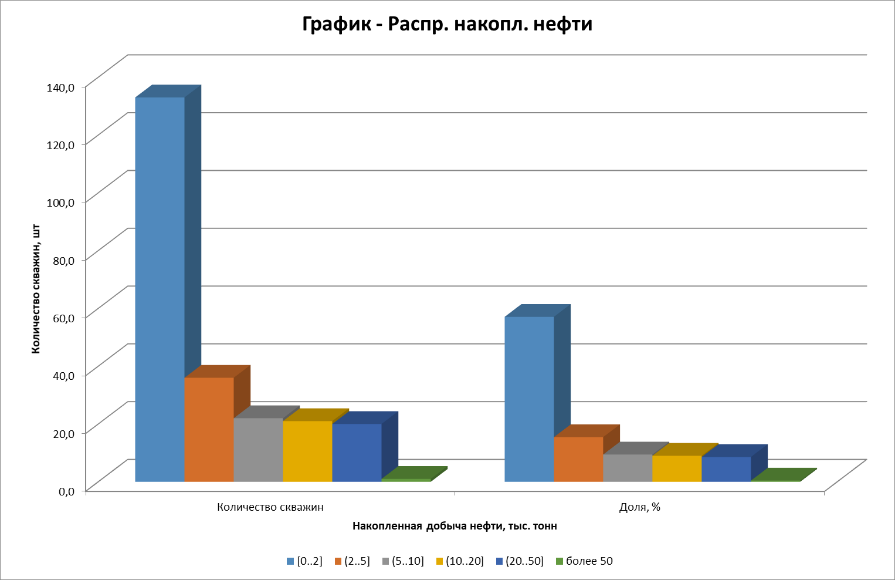 График - Распр. накопл. нефти
140,0
120,0
100,0
80,0
60,0
40,0
20,0
0,0
Количество скважин, шт
Количество скважин
Доля, %
Накопленная добыча нефти, тыс. тонн
[0..2] (2..5] (5..10] (10..20] (20..50] более 50